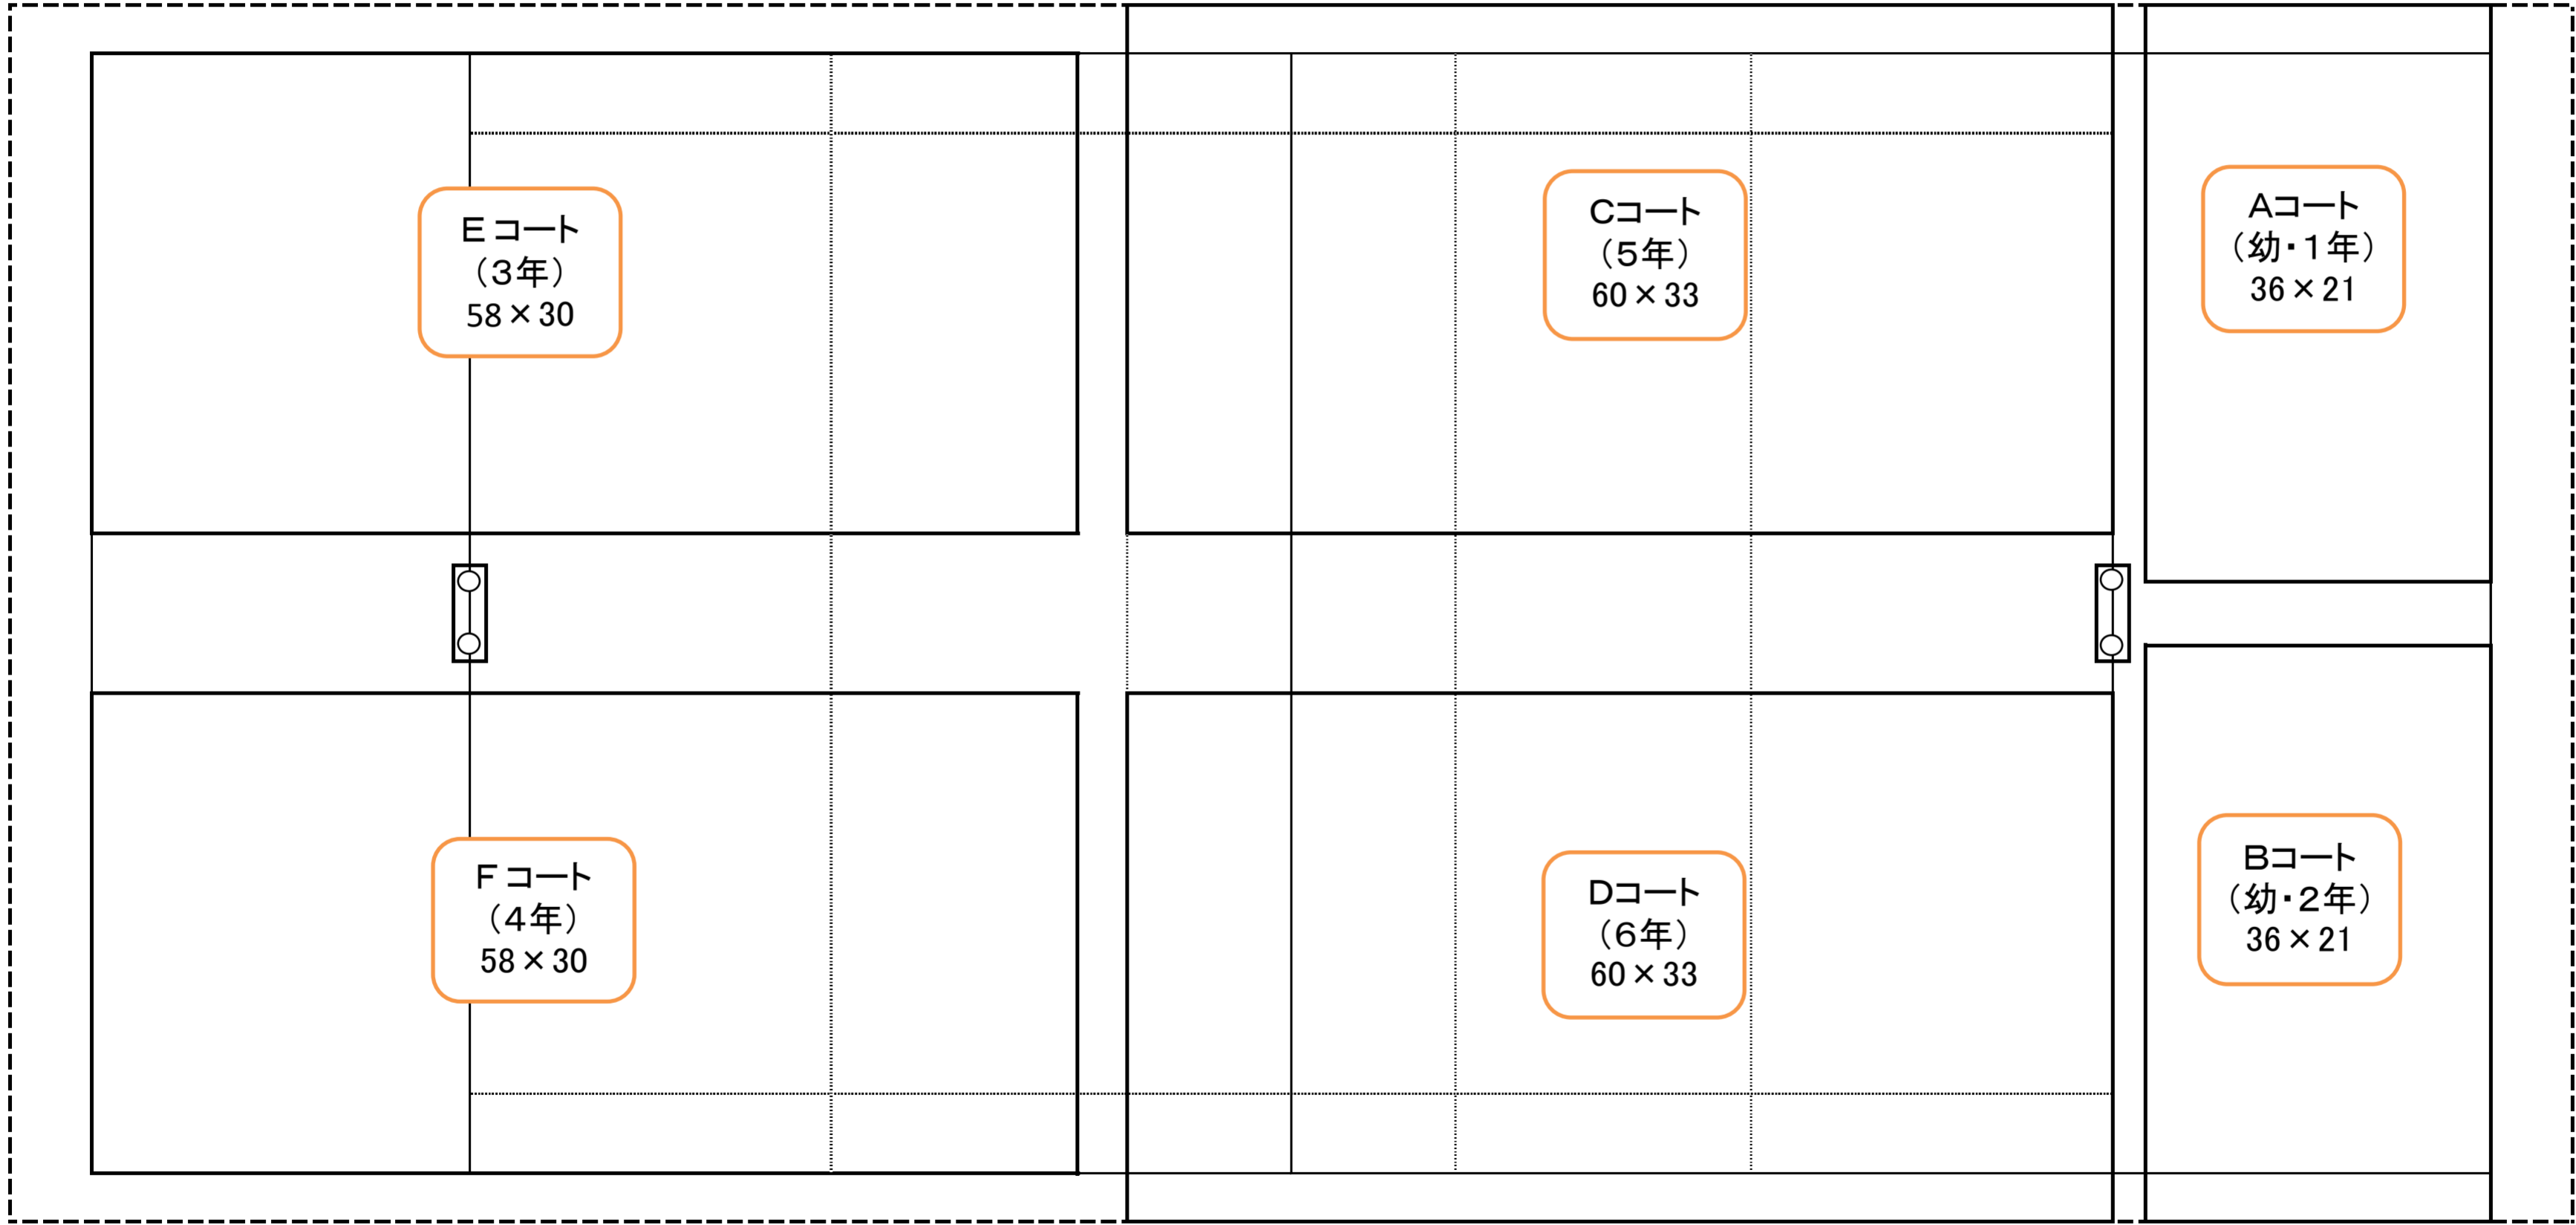 Ｅコート
（３年）
58×30
Ｃコート
（５年）
60×33
Ａコート
（幼・１年）
36×21
Ｆコート
（４年）
58×30
Ｄコート
（６年）
60×33
Ｂコート
（幼・２年）
36×21